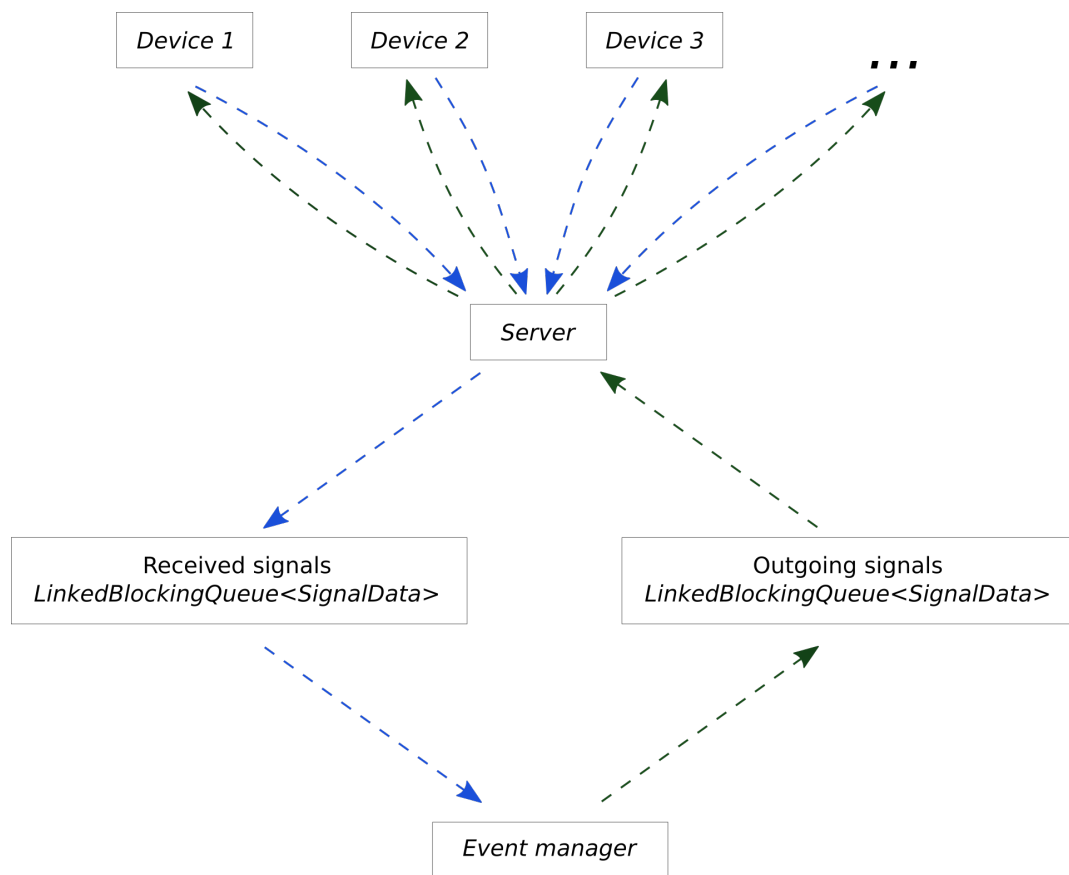 Device 1
Device 2
Device 3
...
Server
Received signals
LinkedBlockingQueue<SignalData>
Outgoing signals
LinkedBlockingQueue<SignalData>
Event manager